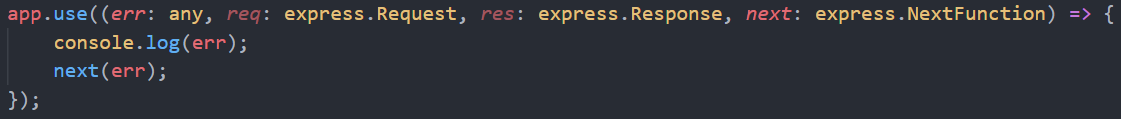 app.use((err: any, req: express.Request, res: express.Response, next: express.NextFunction) => {
    console.log(err);
    next(err);
});